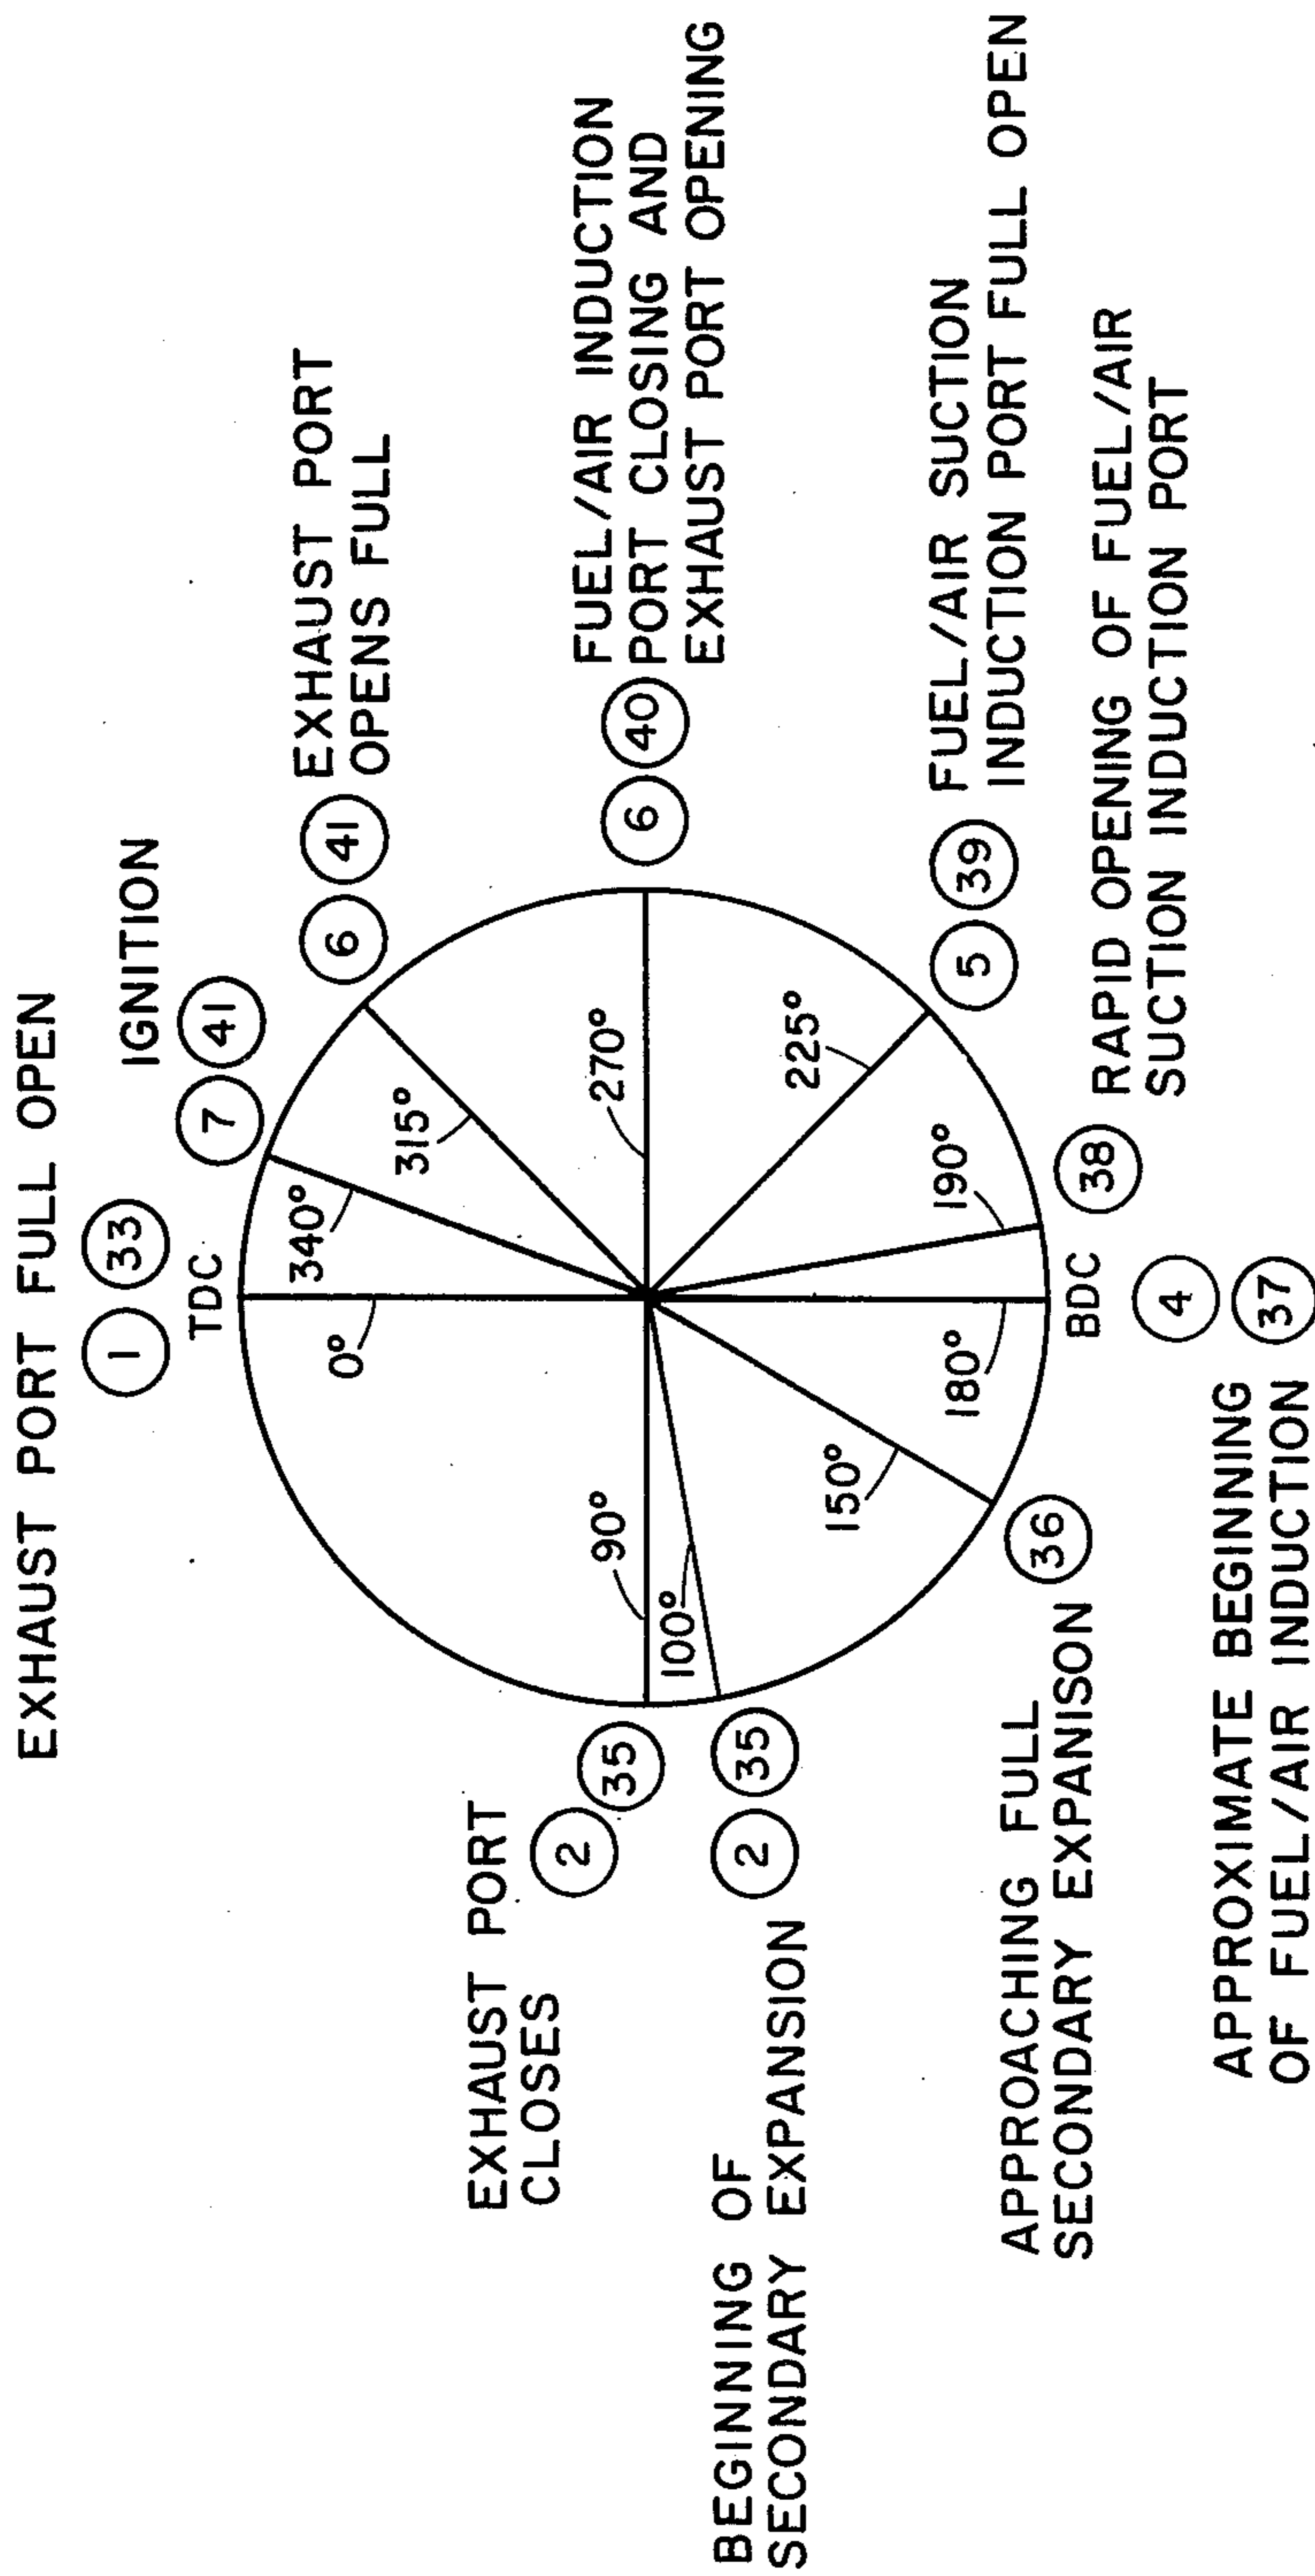 EXHAUST PORT FULL OPEN
1 33
TDC
IGNITION
7 41
EXHAUST PORT
OPENS FULL
6 41
0°
340°
315°
EXHAUST PORT
CLOSES
2 35
90°
270°
6 40
FUEL/AIR INDUCTION
PORT CLOSING AND
EXHAUST PORT OPENING
BEGINNING OF
SECONDARY EXPANSION
2 35
100°
150°
225°
5 39
FUEL/AIR SUCTION
INDUCTION PORT FULL OPEN
180°
190°
APPROACHING FULL
SECONDARY EXPANISON
36
BDC
38
RAPID OPENING OF FUEL/AIR
SUCTION INDUCTION PORT
4
37
APPROXIMATE BEGINNING
OF FUEL/AIR INDUCTION